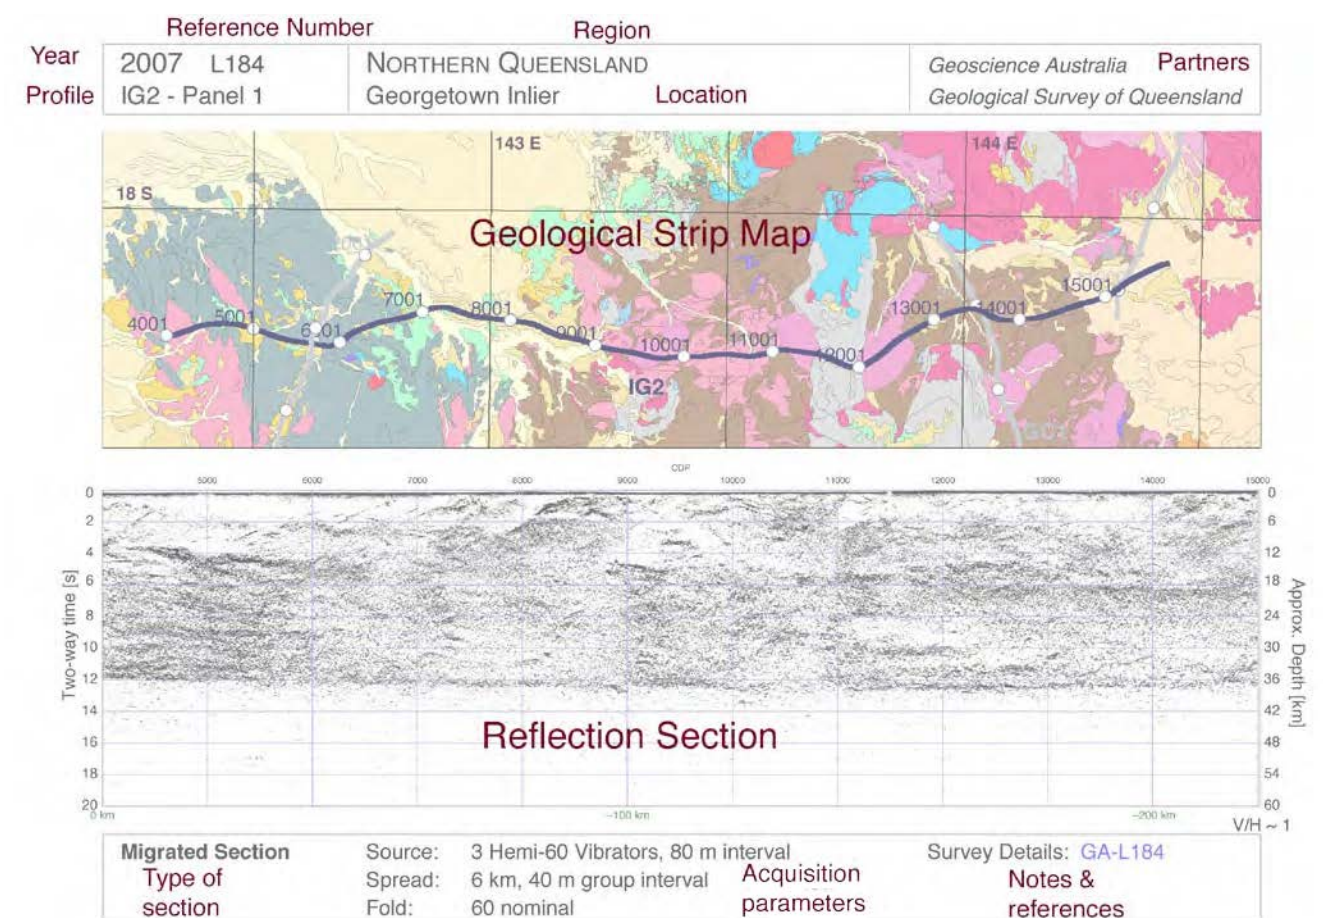 Reference Number
Region
Year
2007 L184
NORTHERN QUEENSLAND
Geoscience Australia
Partners
Profile
IG2 - Panel 1
Georgetown Inlier
Location
Geological Survey of Queensland
143 E
144 E
18 S
Geological Strip Map
4001
5001
7001
8001
9001
10001
11001
12001
13001
14001
15001
IG2
CDP
5000 6000 7000 8000 9000 10000 11000 12000 13000 14000 15000
0 0
2 6
4 12
6 18
8 24
10 30
12 36
14 42
16 48
18 54
20 60
Two-way time [s]
Approx. Depth [km]
Reflection Section
0 km ~100 km ~200 km
V/H ~ 1
Migrated Section
Source: 3 Hemi-60 Vibrators, 80 m interval
Survey Details: GA-L184
Type of
section
Spread: 6 km, 40 m group interval
Fold: 60 nominal
Acquisition
parameters
Notes &
references